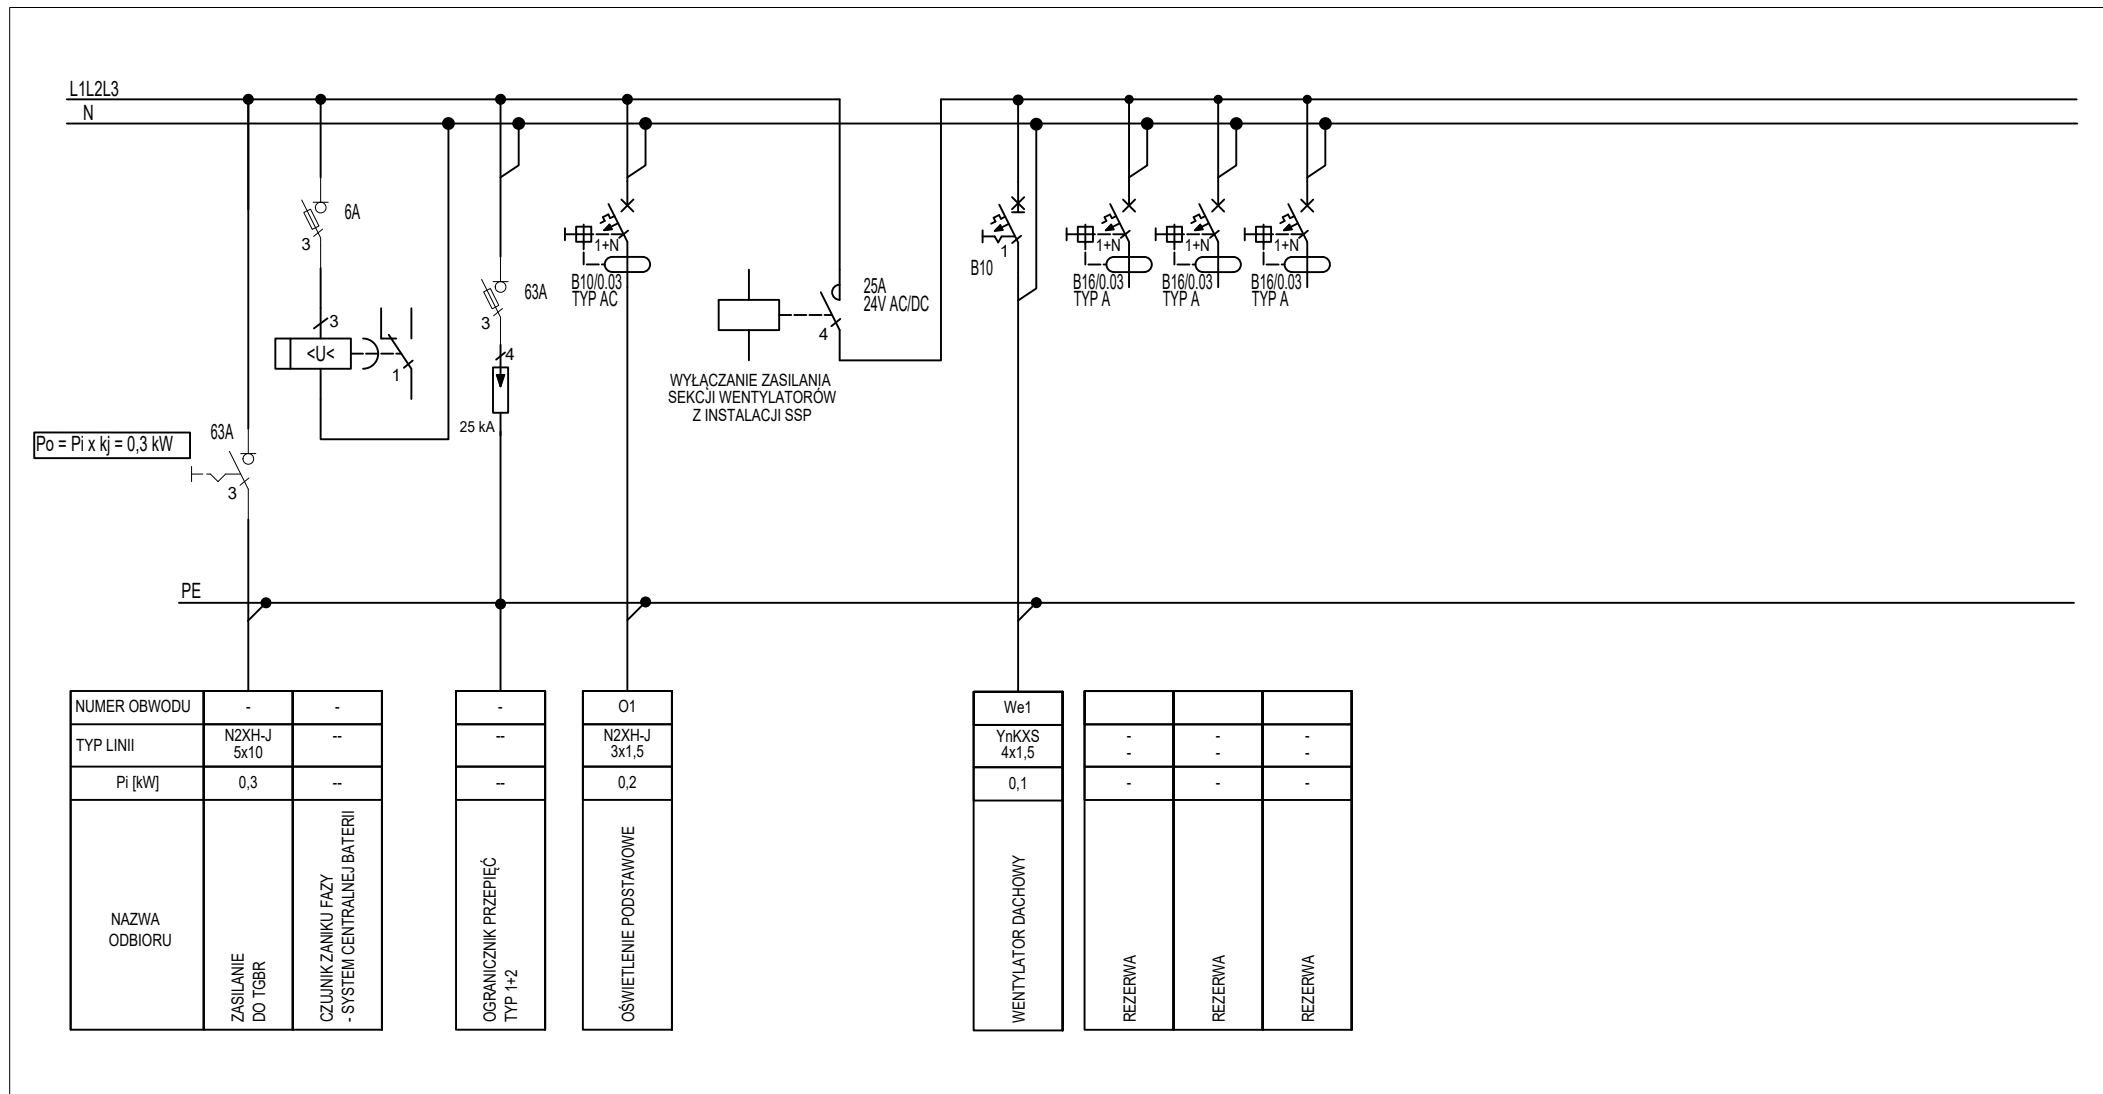 L1L2L3
N
6A
3
3
<U<
1
63A
3
4
25 kA
1+N
B10/0.03
TYP AC
25A
24V AC/DC
4
WYŁĄCZANIE ZASILANIA
SEKCJI WENTYLATORÓW
Z INSTALACJI SSP
1
B10
1+N
B16/0.03
TYP A
1+N
B16/0.03
TYP A
1+N
B16/0.03
TYP A
Po = Pi x kj = 0,3 kW
63A
3
PE
NUMER OBWODU
-
-
-
O1
We1
TYP LINII
N2XH-J
5x10
--
--
N2XH-J
3x1,5
YnKXS
4x1,5
-
-
-
-
-
-
Pi [kW]
0,3
--
--
0,2
0,1
-
-
-
NAZWA
ODBIORU
ZASILANIE
DO TGBR
CZUJNIK ZANIKU FAZY
- SYSTEM CENTRALNEJ BATERII
OGRANICZNIK PRZEPIĘĆ
TYP 1+2
OŚWIETLENIE PODSTAWOWE
WENTYLATOR DACHOWY
REZERWA
REZERWA
REZERWA